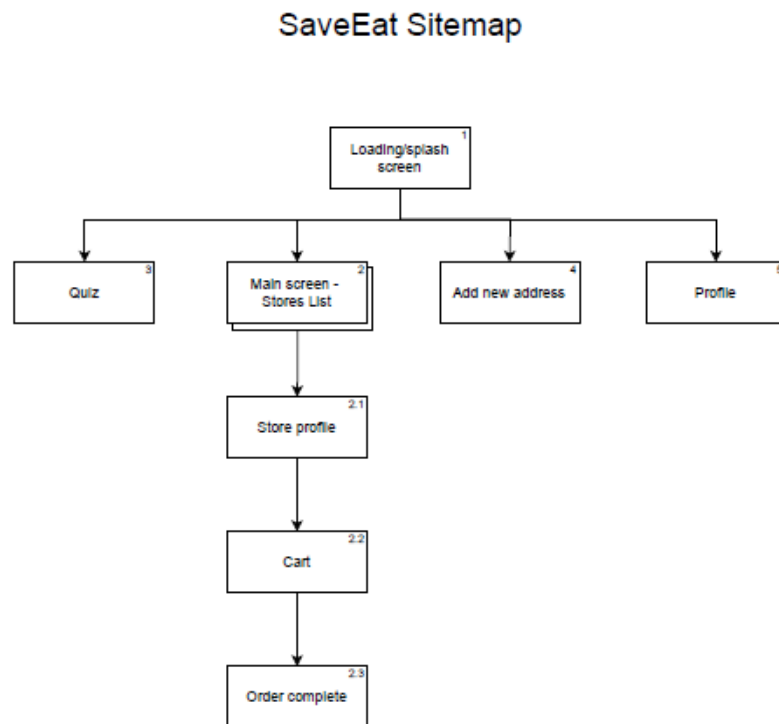 SaveEat Sitemap
1
Loading/splash
screen
3
Quiz
2
Main screen -
Stores List
4
Add new address
5
Profile
2.1
Store profile
2.2
Cart
2.3
Order complete